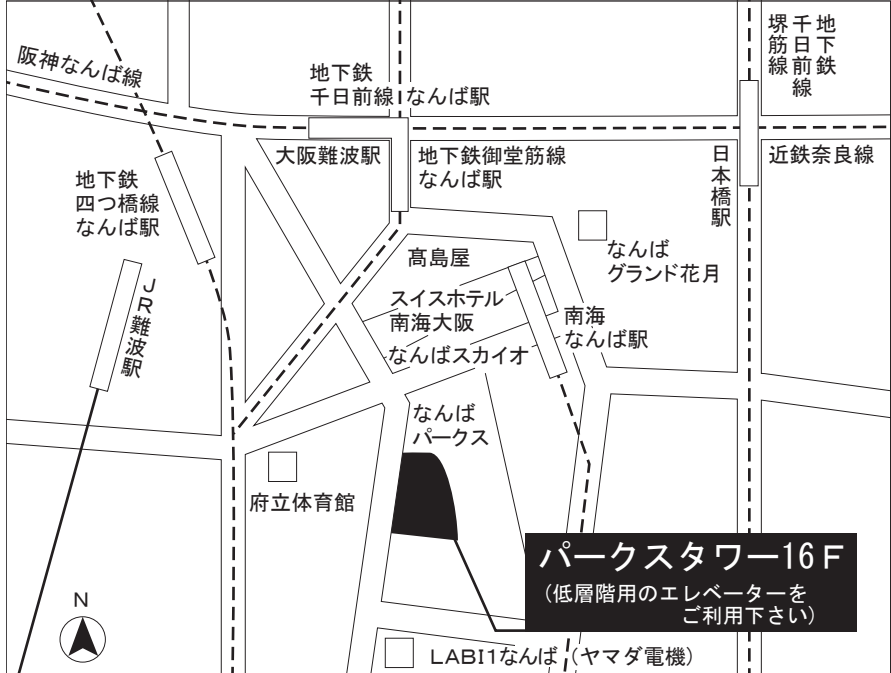 阪神なんば線
地下鉄
千日前線 なんば駅
地下鉄
千日前線
堺筋線
大阪難波駅
地下鉄御堂筋線
なんば駅
日本橋駅
近鉄奈良線
地下鉄
四つ橋線
なんば駅
JR難波駅
髙島屋
なんば
グランド花月
スイスホテル
南海大阪
南海
なんば駅
なんばスカイオ
なんば
パークス
府立体育館
パークスタワー16F
(低層階用のエレベーターを
ご利用下さい)
N
LABI1なんば (ヤマダ電機)